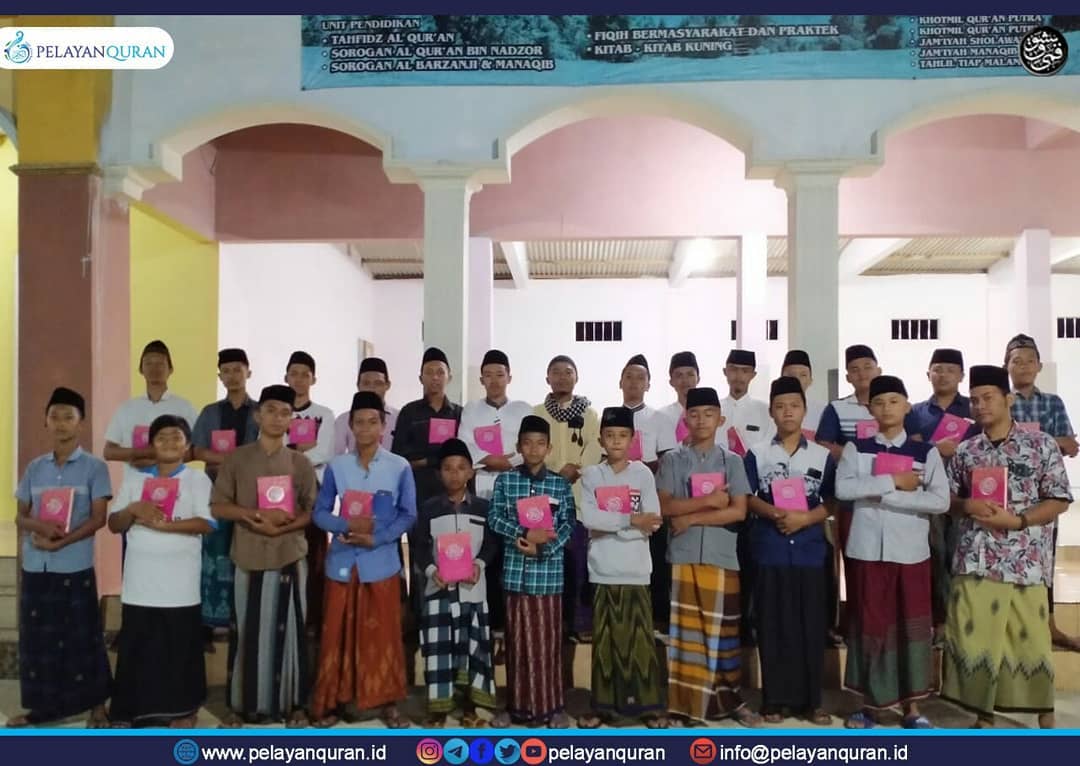 PELAYANQURAN
UNIT PENDIDIKAN
• TAHFIDZ AL QUR'AN
• SOROGAN AL QUR'AN BIN NADZOR
• SOROGAN AL BARZANJI & MANAQIB
• FIQIH BERMASYARAKAT DAN PRAKTEK
• KITAB - KITAB KUNING
• KHOTMIL QUR'AN PUTRA
• KHOTMIL QUR'AN
• JAM'IYAH
• JAM'IYAH MANAQIB
• TAHLIL TIAP MALAM
www.pelayanquran.id
pelayanquran
info@pelayanquran.id